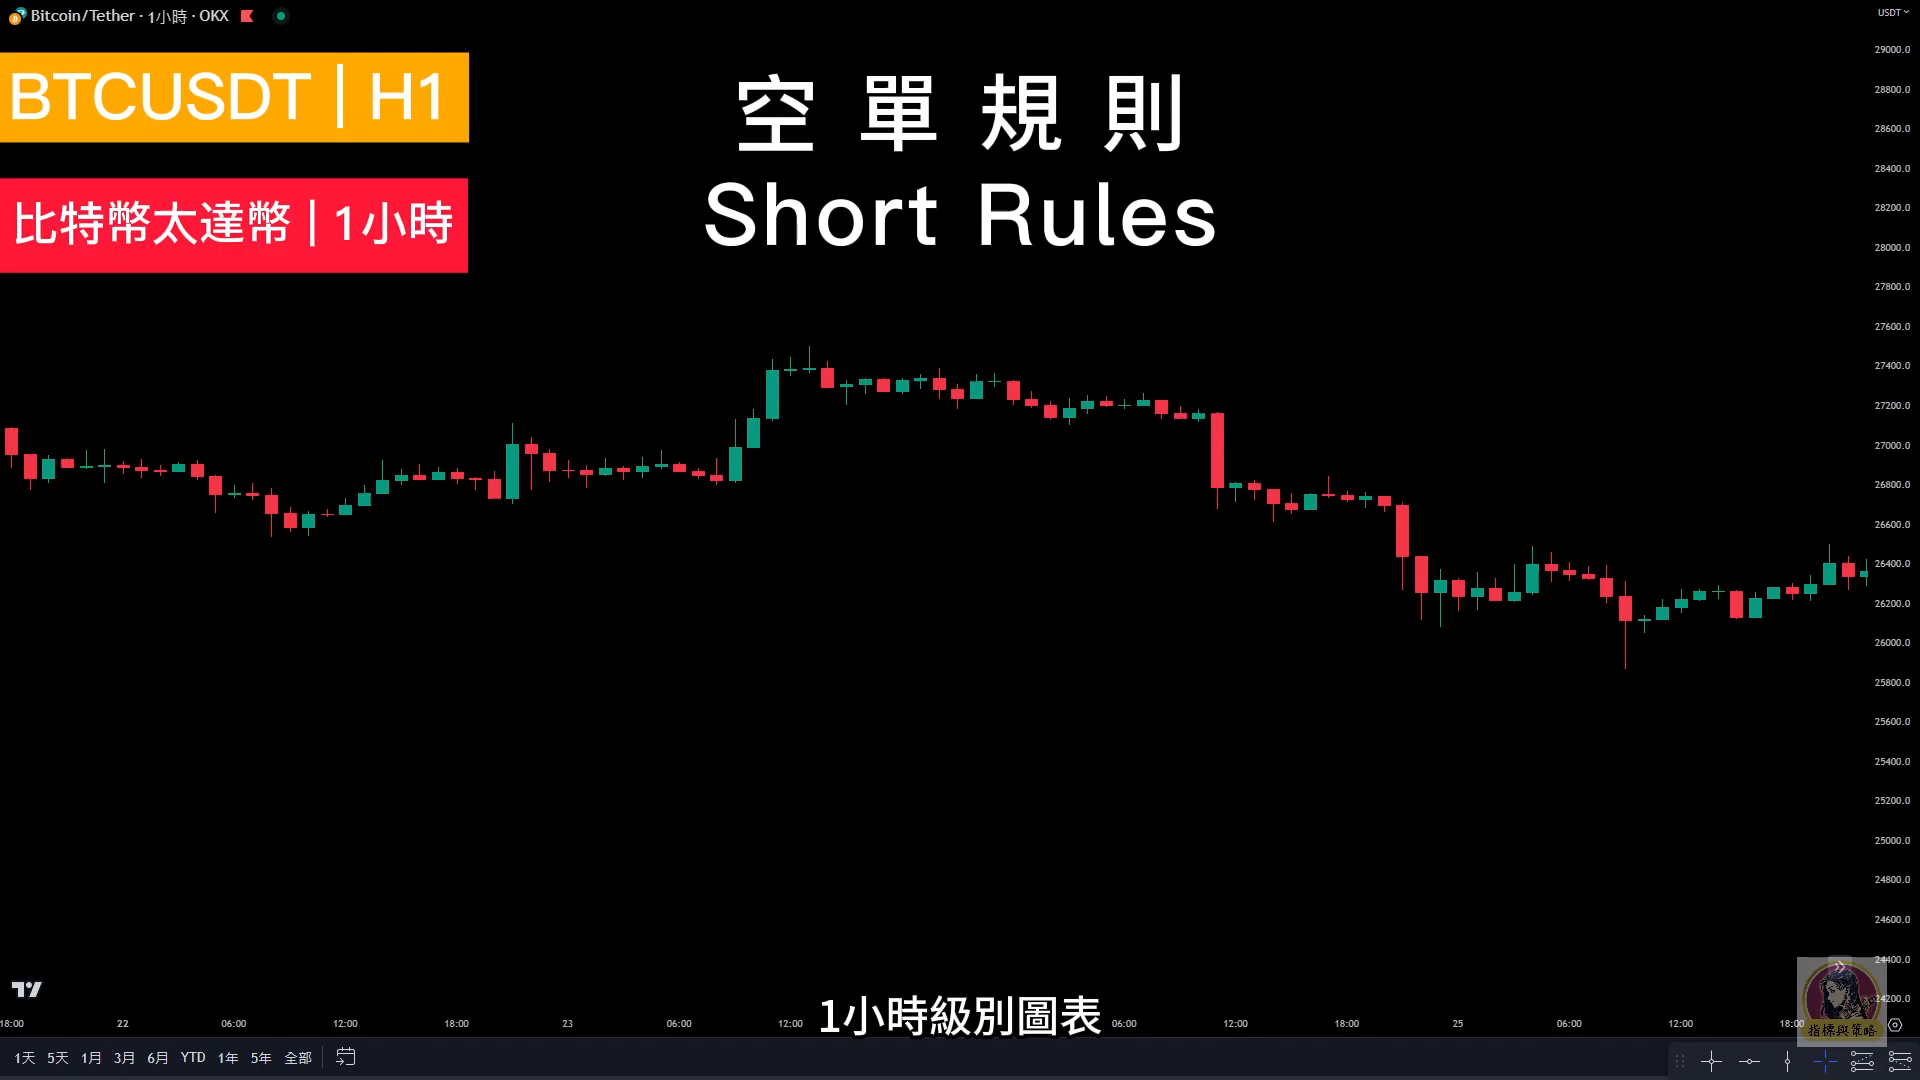 Bitcoin/Tether · 1小時 · OKX
USDT
BTCUSDT | H1
比特幣太達幣 | 1小時
空單規則
Short Rules
29000.0
28800.0
28600.0
28400.0
28200.0
28000.0
27800.0
27600.0
27400.0
27200.0
27000.0
26800.0
26600.0
26400.0
26200.0
26000.0
25800.0
25600.0
25400.0
25200.0
25000.0
24800.0
24600.0
24400.0
24200.0
指標與策略
1小時級別圖表
18:00 22 06:00 12:00 18:00 23 06:00 12:00 06:00 12:00 18:00 25 06:00 12:00 18:00
1天 5天 1月 3月 6月 YTD 1年 5年 全部